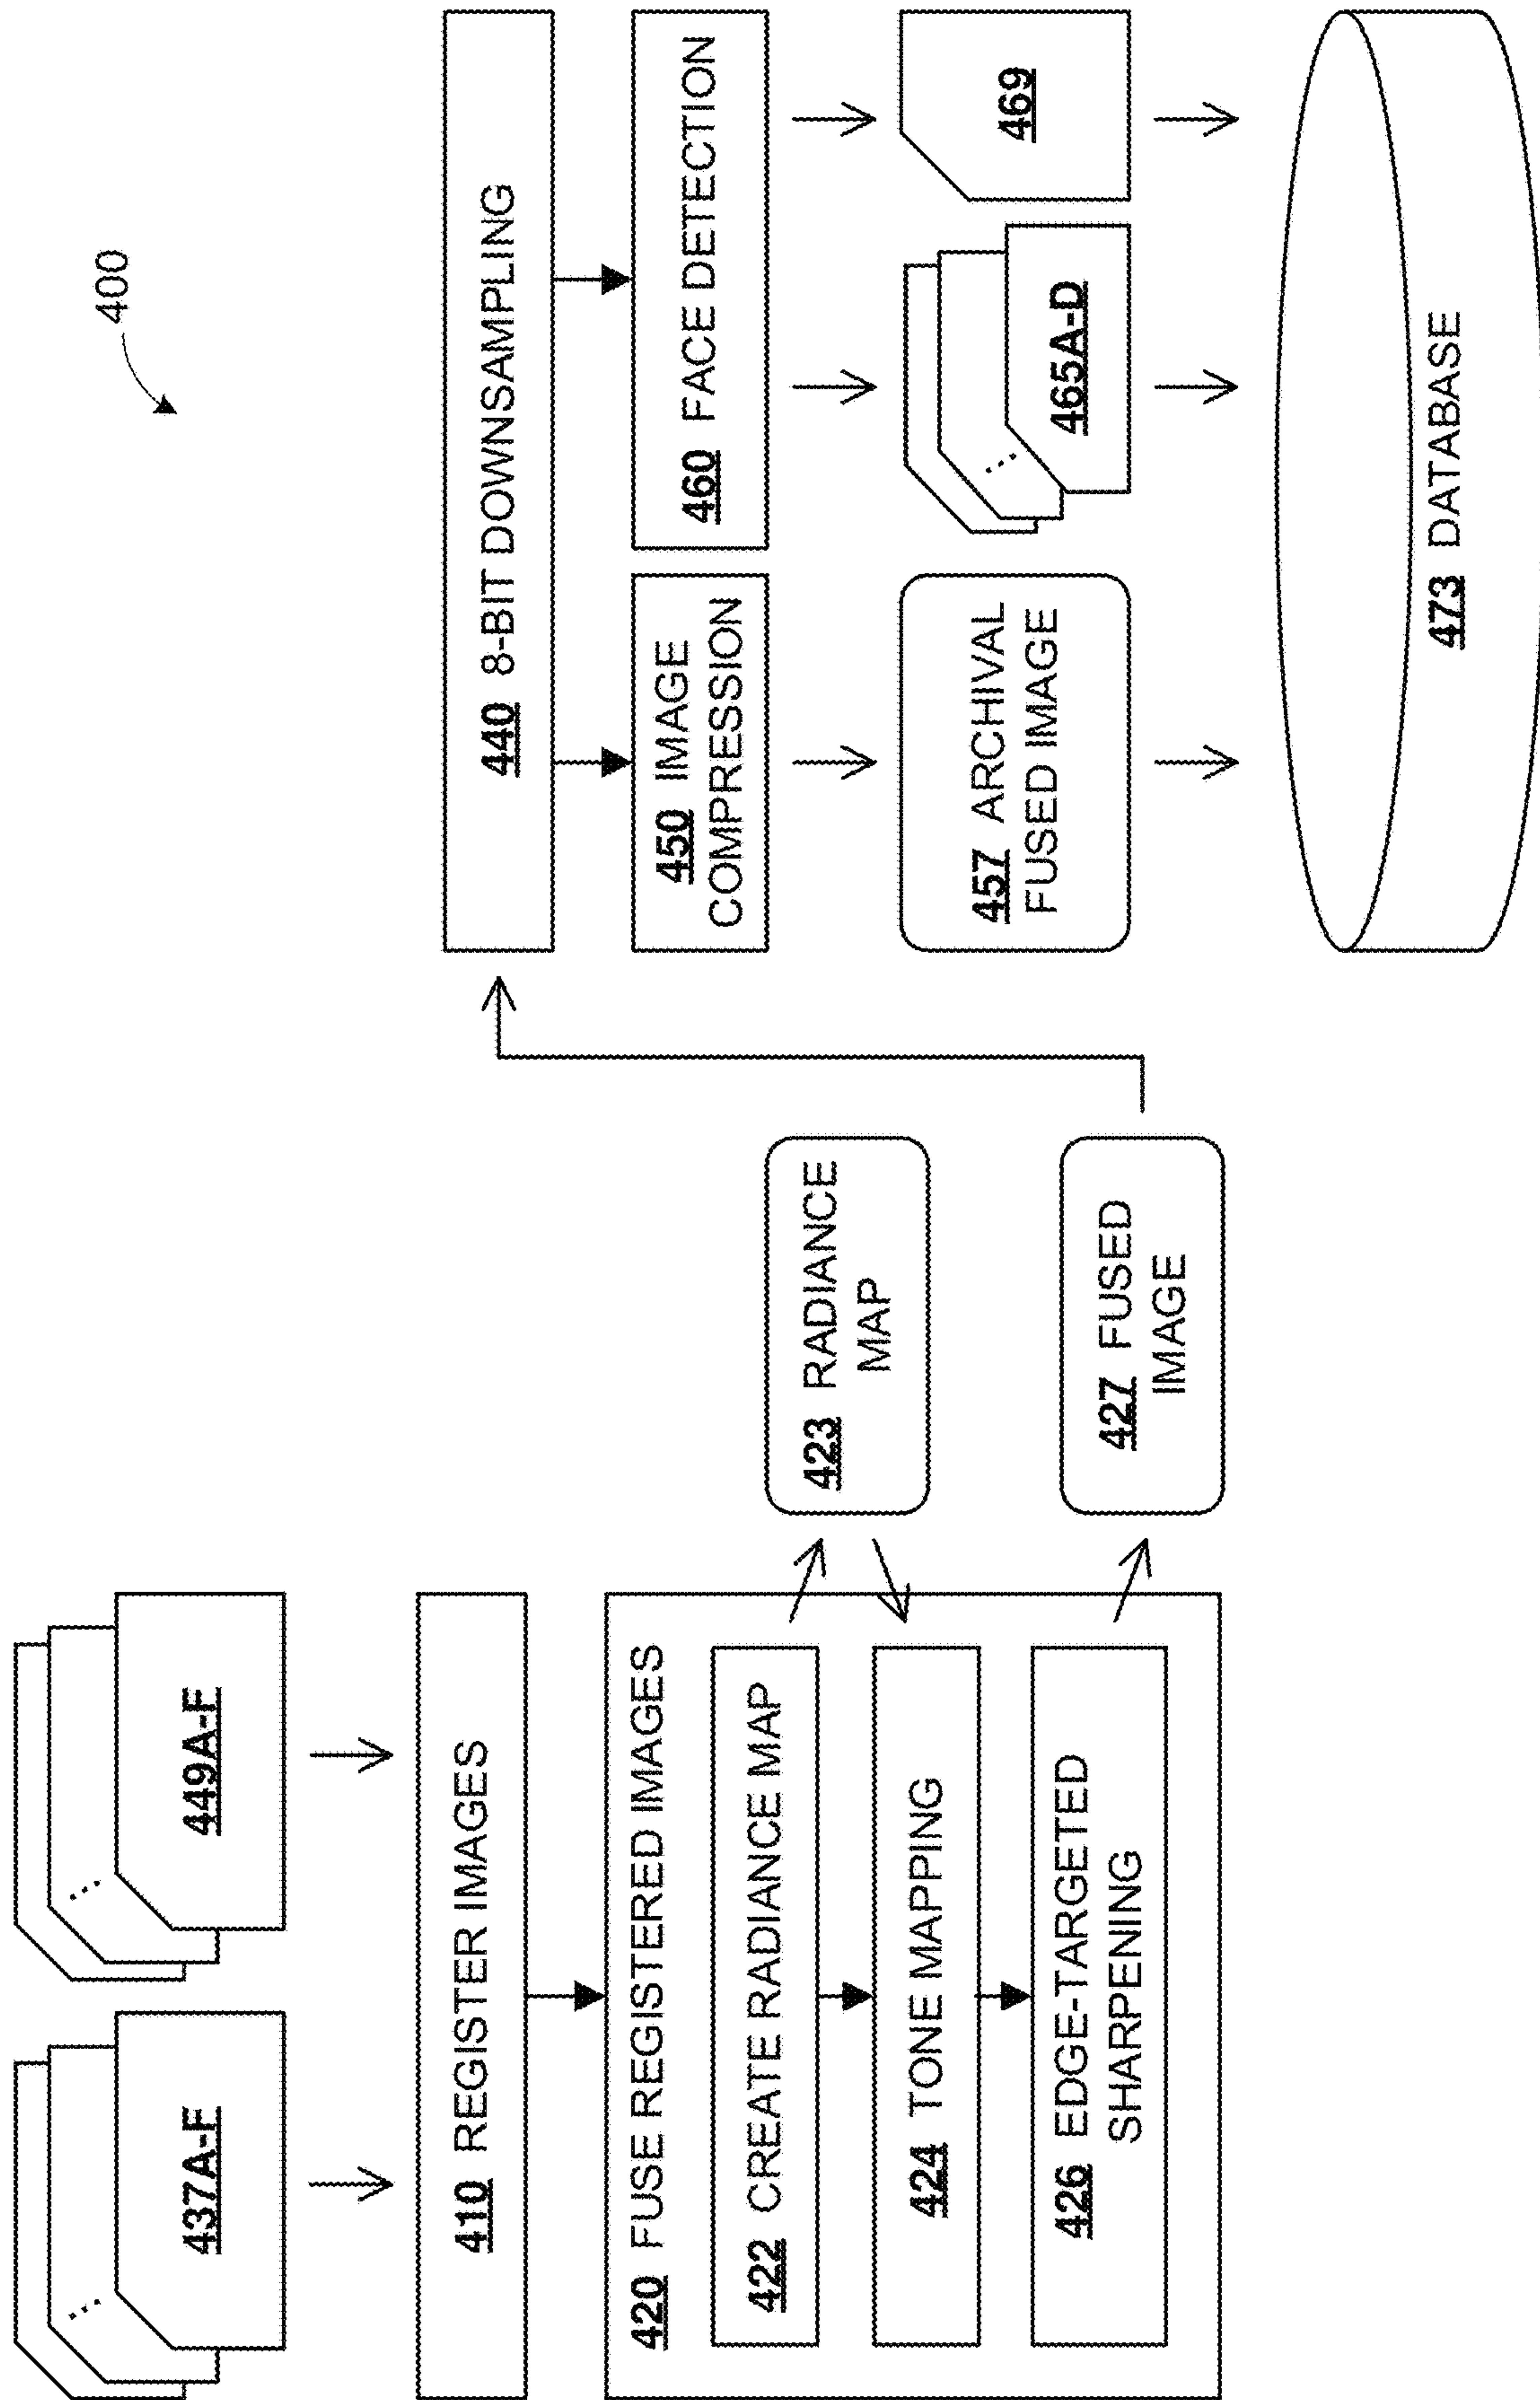 400
437A-F
449A-F
410 REGISTER IMAGES
420 FUSE REGISTERED IMAGES
422 CREATE RADIANCE MAP
424 TONE MAPPING
426 EDGE-TARGETED
SHARPENING
423 RADIANCE
MAP
427 FUSED
IMAGE
440 8-BIT DOWNSAMPLING
450 IMAGE
COMPRESSION
460 FACE DETECTION
457 ARCHIVAL
FUSED IMAGE
465A-D
469
473 DATABASE